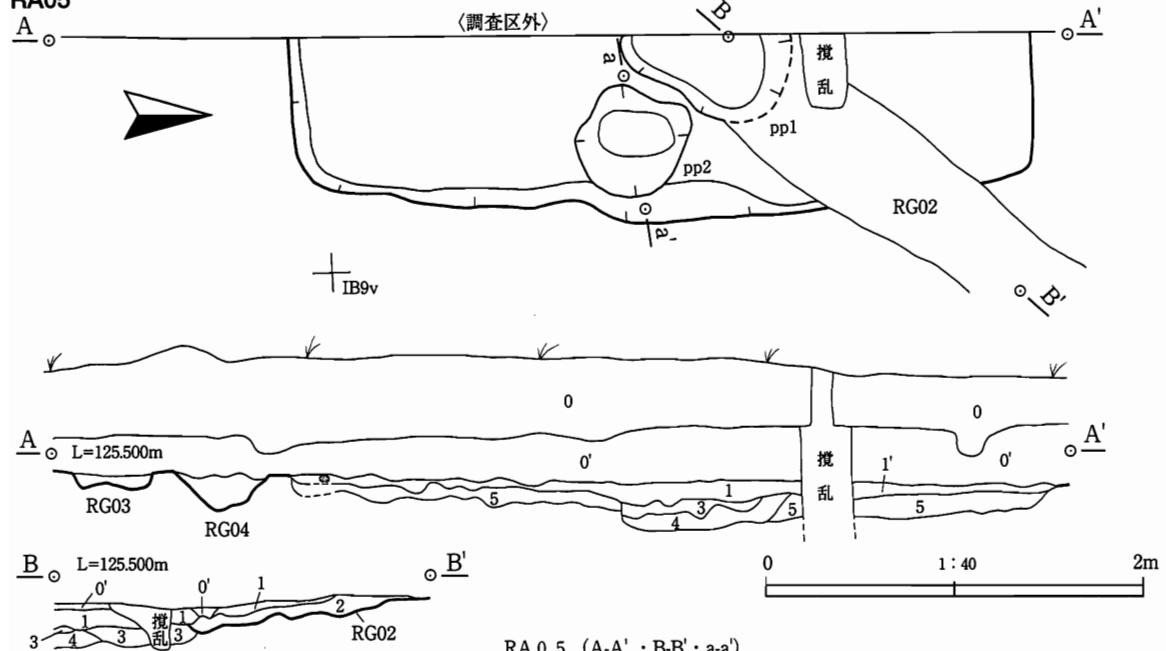 RA05
A 〈調査区外〉 B A'
a
撹乱
pp1
pp2
RG02
a'
IB9v
B'
0
0
A L=125.500m A'
0'
撹乱
1'
0'
1
5
3
5
5
4
RG03
RG04
B L=125.500m B'
0 1:40 2m
0' 0' 1
1 撹乱 1 2
3 4 3 3 RG02
RA05 (A-A'・B-B'・a-a')